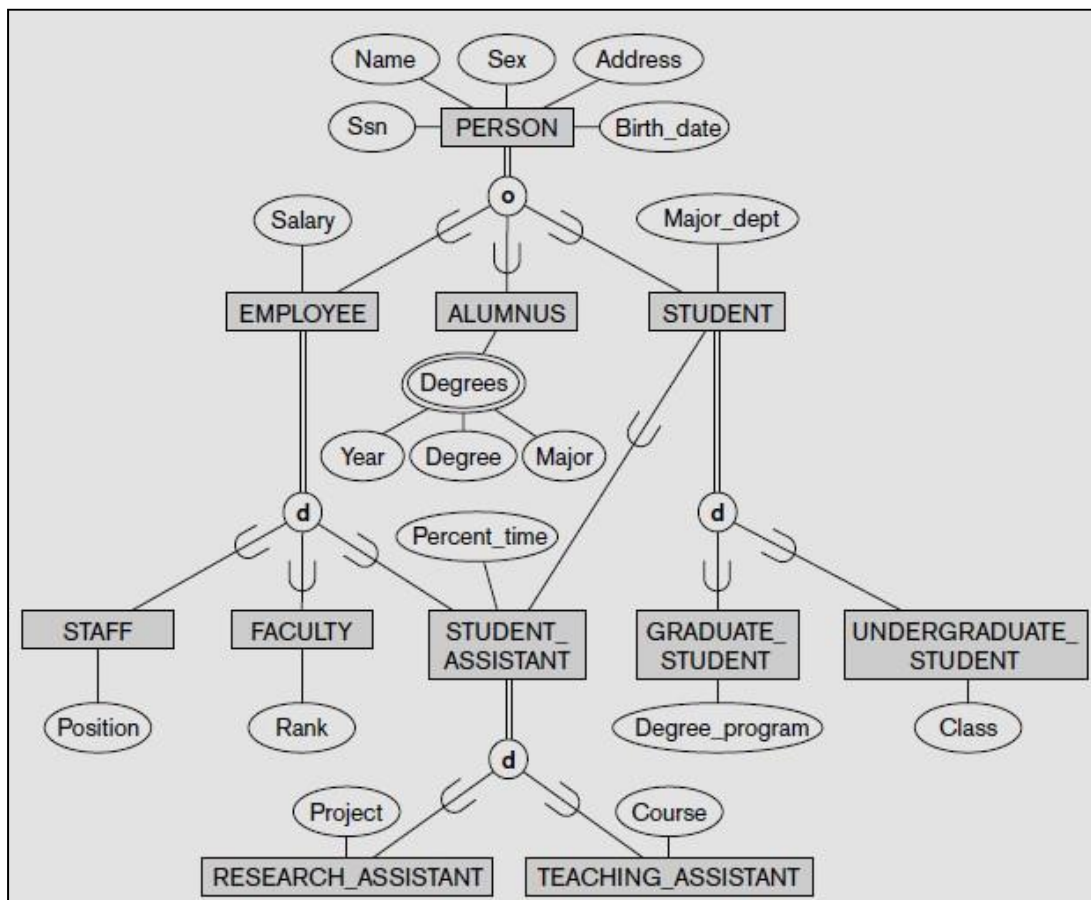 Name
Sex
Address
Ssn
PERSON
Birth_date
o
Salary
Major_dept
EMPLOYEE
ALUMNUS
STUDENT
Degrees
Year
Degree
Major
d
d
Percent_time
STAFF
FACULTY
STUDENT_
ASSISTANT
GRADUATE_
STUDENT
UNDERGRADUATE_
STUDENT
Position
Rank
Degree_program
Class
d
Project
Course
RESEARCH_ASSISTANT
TEACHING_ASSISTANT